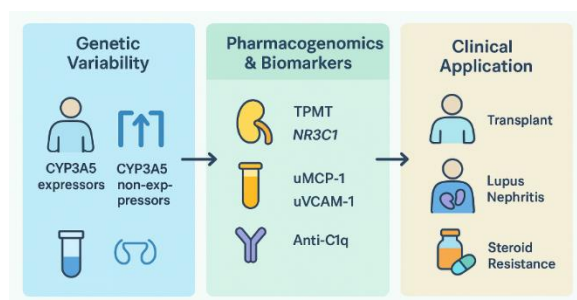 Genetic
Variability
CYP3A5
expressors
CYP3A5
non-exp-
pressors
Pharmacogenomics
& Biomarkers
TPMT
NR3C1
uMCP-1
uVCAM-1
Anti-C1q
Clinical
Application
Transplant
Lupus
Nephritis
Steroid
Resistance